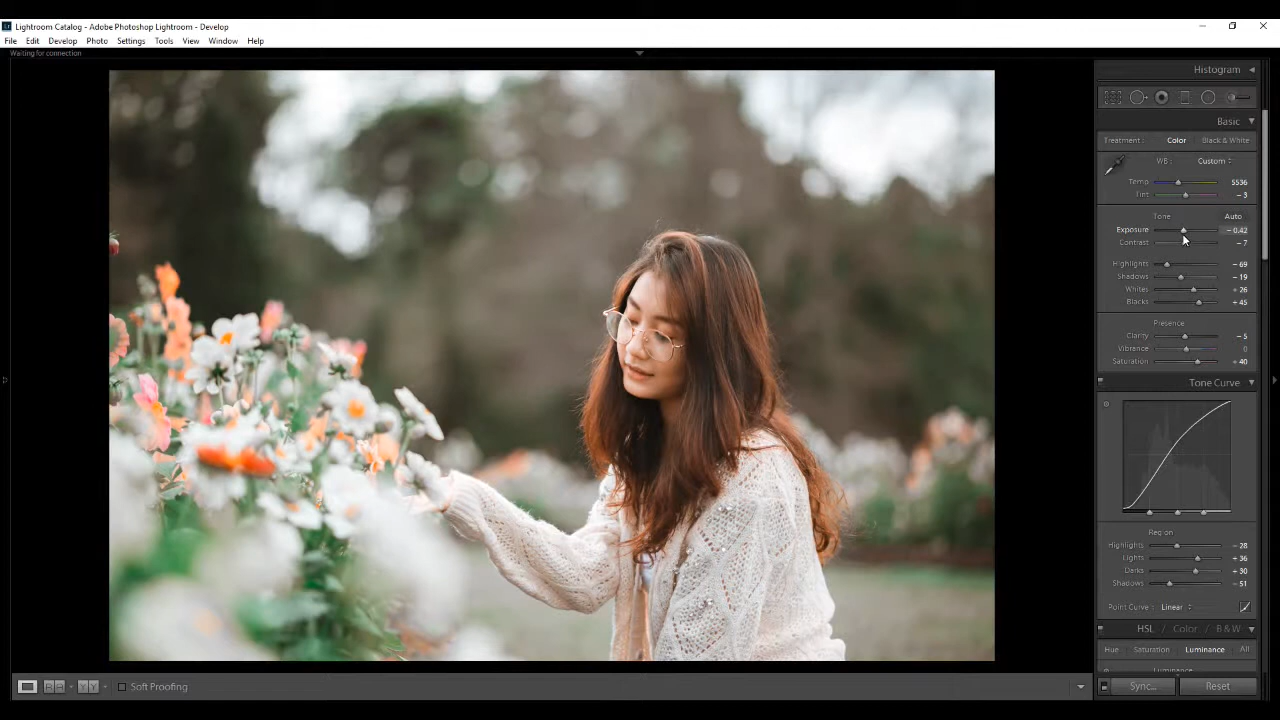 Lightroom Catalog - Adobe Photoshop Lightroom - Develop
File Edit Develop Photo Settings Tools View Window Help
Waiting for connection
Histogram
Basic
Treatment : Color Black & White
WB : Custom
Temp 5536
Tint - 3
Tone Auto
Exposure - 0.42
Contrast - 7
Highlights - 69
Shadows - 19
Whites + 26
Blacks + 45
Presence
Clarity - 5
Vibrance 0
Saturation + 40
Tone Curve
Region
Highlights - 28
Lights + 36
Darks + 30
Shadows - 51
Point Curve : Linear
HSL / Color / B & W
Hue Saturation Luminance All
Luminance
Soft Proofing
Sync... Reset